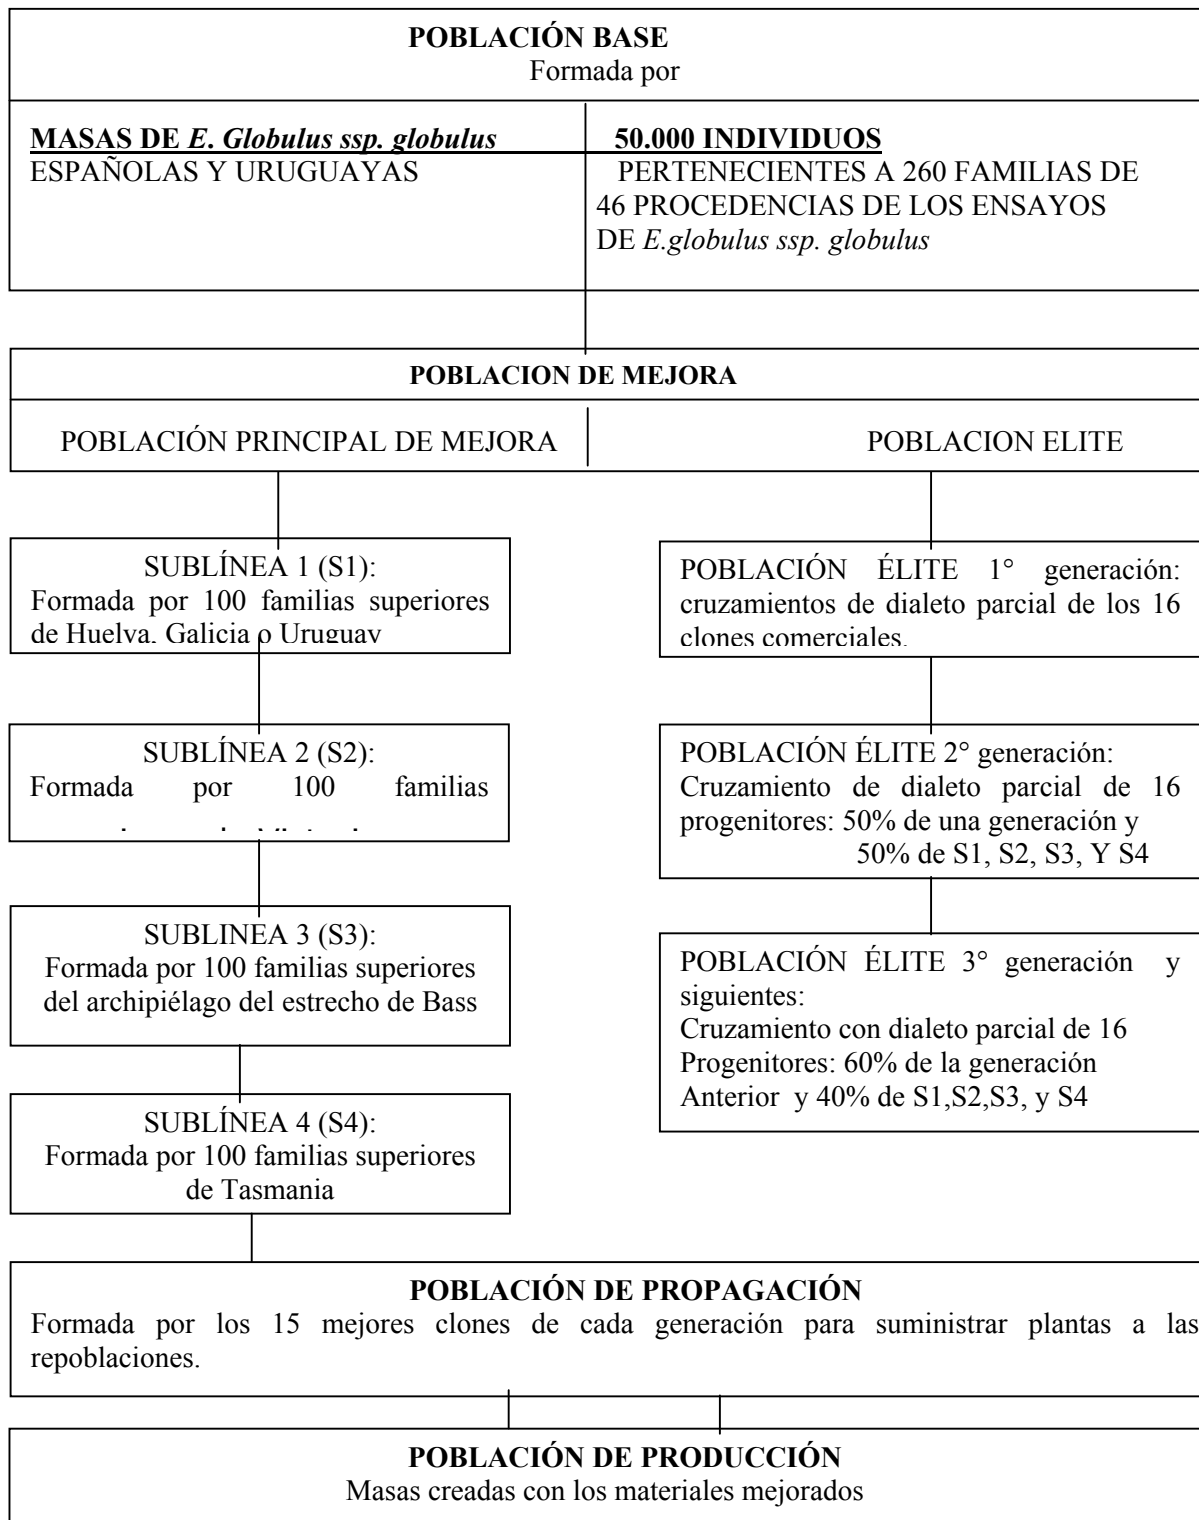 POBLACIÓN BASE
Formada por
MASAS DE E. Globulus ssp. globulus
ESPAÑOLAS Y URUGUAYAS
50.000 INDIVIDUOS
PERTENECIENTES A 260 FAMILIAS DE
46 PROCEDENCIAS DE LOS ENSAYOS
DE E.globulus ssp. globulus
POBLACION DE MEJORA
POBLACIÓN PRINCIPAL DE MEJORA
POBLACION ELITE
SUBLÍNEA 1 (S1):
Formada por 100 familias superiores
de Huelva, Galicia o Uruguay
SUBLÍNEA 2 (S2):
Formada por 100 familias
SUBLINEA 3 (S3):
Formada por 100 familias superiores
del archipiélago del estrecho de Bass
SUBLÍNEA 4 (S4):
Formada por 100 familias superiores
de Tasmania
POBLACIÓN ÉLITE 1° generación:
cruzamientos de dialeto parcial de los 16
clones comerciales.
POBLACIÓN ÉLITE 2° generación:
Cruzamiento de dialeto parcial de 16
progenitores: 50% de una generación y
50% de S1, S2, S3, Y S4
POBLACIÓN ÉLITE 3° generación y
siguientes:
Cruzamiento con dialeto parcial de 16
Progenitores: 60% de la generación
Anterior y 40% de S1,S2,S3, y S4
POBLACIÓN DE PROPAGACIÓN
Formada por los 15 mejores clones de cada generación para suministrar plantas a las
repoblaciones.
POBLACIÓN DE PRODUCCIÓN
Masas creadas con los materiales mejorados